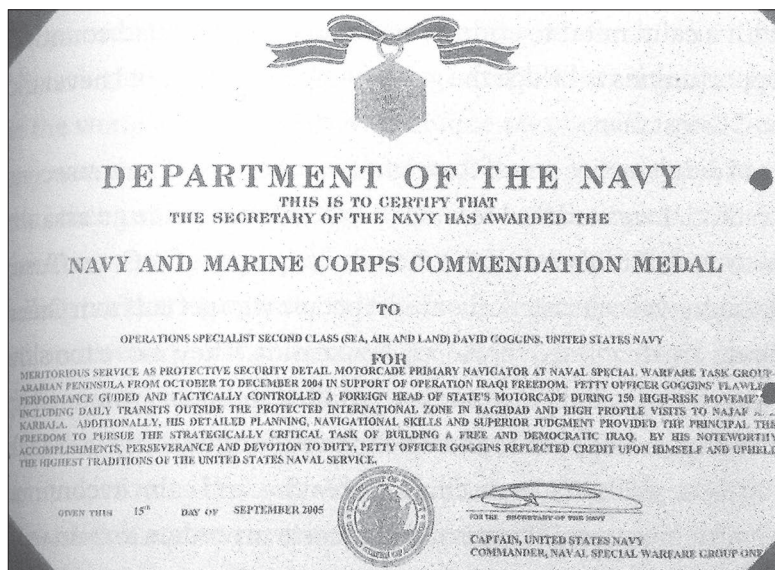 DEPARTMENT OF THE NAVY
THIS IS TO CERTIFY THAT
THE SECRETARY OF THE NAVY HAS AWARDED THE
NAVY AND MARINE CORPS COMMENDATION MEDAL
TO
OPERATIONS SPECIALIST SECOND CLASS (SEA, AIR AND LAND) DAVID GOGGINS, UNITED STATES NAVY
FOR
MERITORIOUS SERVICE AS PROTECTIVE SECURITY DETAIL MOTORCADE PRIMARY NAVIGATOR AT NAVAL SPECIAL WARFARE TASK GROUP-
ARABIAN PENINSULA FROM OCTOBER TO DECEMBER 2004 IN SUPPORT OF OPERATION IRAQI FREEDOM. PETTY OFFICER GOGGINS' FLAWLE
PERFORMANCE GUIDED AND TACTICALLY CONTROLLED A FOREIGN HEAD OF STATE'S MOTORCADE DURING 150 HIGH-RISK MOVEMEN
INCLUDING DAILY TRANSITS OUTSIDE THE PROTECTED INTERNATIONAL ZONE IN BAGHDAD AND HIGH PROFILE VISITS TO NAJAF
KARBALA. ADDITIONALLY, HIS DETAILED PLANNING, NAVIGATIONAL SKILLS AND SUPERIOR JUDGMENT PROVIDED THE PRINCIPAL THE
FREEDOM TO PURSUE THE STRATEGICALLY CRITICAL TASK OF BUILDING A FREE AND DEMOCRATIC IRAQ. BY HIS NOTEWORTHY
ACCOMPLISHMENTS, PERSEVERANCE AND DEVOTION TO DUTY, PETTY OFFICER GOGGINS REFLECTED CREDIT UPON HIMSELF AND UPHEL
THE HIGHEST TRADITIONS OF THE UNITED STATES NAVAL SERVICE.
GIVEN THIS 15th DAY OF SEPTEMBER 2005
FOR THE SECRETARY OF THE NAVY
CAPTAIN, UNITED STATES NAVY
COMMANDER, NAVAL SPECIAL WARFARE GROUP ONE